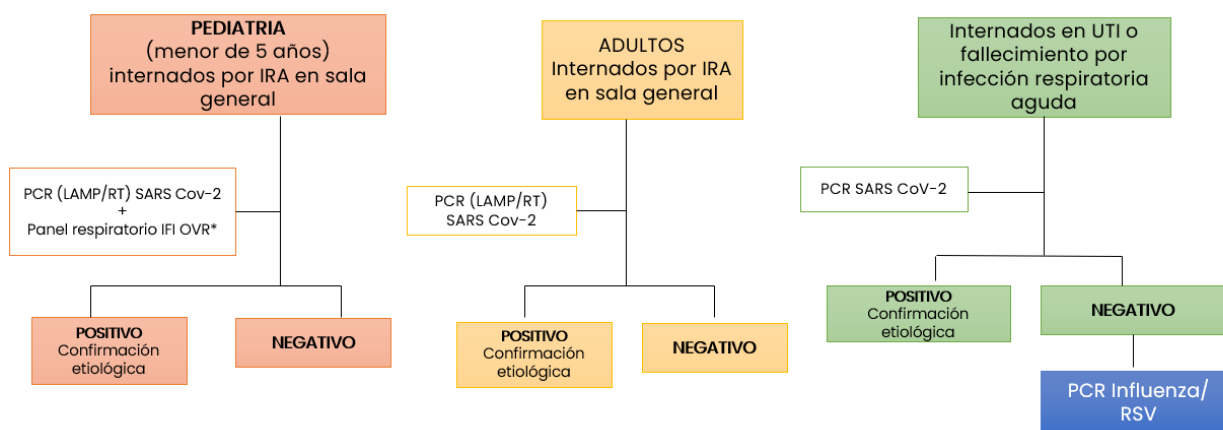 PEDIATRIA
(menor de 5 años)
internados por IRA en sala
general
PCR (LAMP/RT) SARS Cov-2
+
Panel respiratorio IFI OVR*
POSITIVO
Confirmación
etiológica
NEGATIVO
ADULTOS
Internados por IRA
en sala general
PCR (LAMP/RT)
SARS Cov-2
POSITIVO
Confirmación
etiológica
NEGATIVO
Internados en UTI o
fallecimiento por
infección respiratoria
aguda
PCR SARS CoV-2
POSITIVO
Confirmación
etiológica
NEGATIVO
PCR Influenza/
RSV